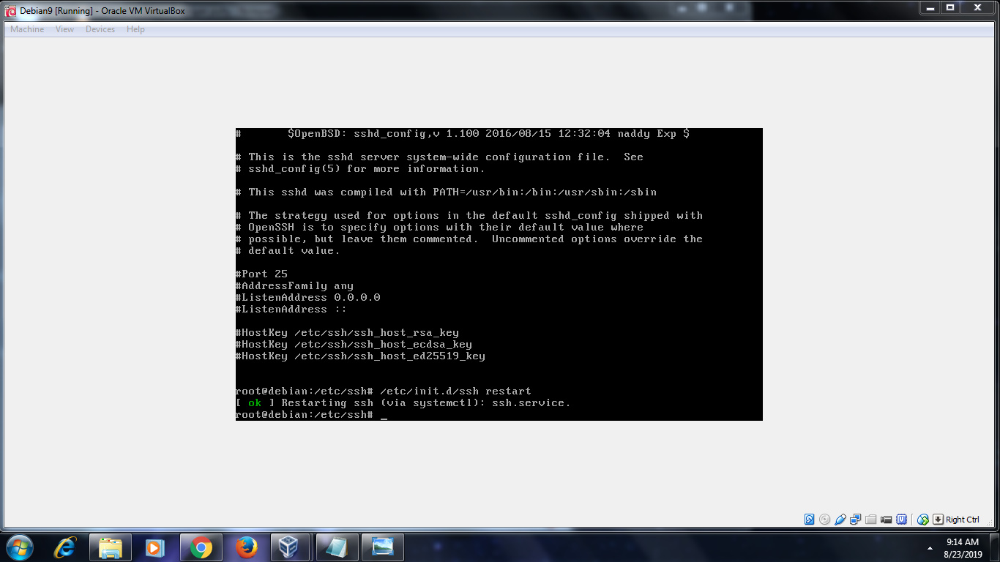 Debian9 [Running] - Oracle VM VirtualBox
Machine View Devices Help
# $OpenBSD: sshd_config,v 1.100 2016/08/15 12:32:04 naddy Exp $
# This is the sshd server system-wide configuration file. See
# sshd_config(5) for more information.
# This sshd was compiled with PATH=/usr/bin:/bin:/usr/sbin:/sbin
# The strategy used for options in the default sshd_config shipped with
# OpenSSH is to specify options with their default value where
# possible, but leave them commented. Uncommented options override the
# default value.
#Port 25
#AddressFamily any
#ListenAddress 0.0.0.0
#ListenAddress ::
#HostKey /etc/ssh/ssh_host_rsa_key
#HostKey /etc/ssh/ssh_host_ecdsa_key
#HostKey /etc/ssh/ssh_host_ed25519_key
root@debian:/etc/ssh# /etc/init.d/ssh restart
[ ok ] Restarting ssh (via systemctl): ssh.service.
root@debian:/etc/ssh# _
Right Ctrl
9:14 AM
8/23/2019